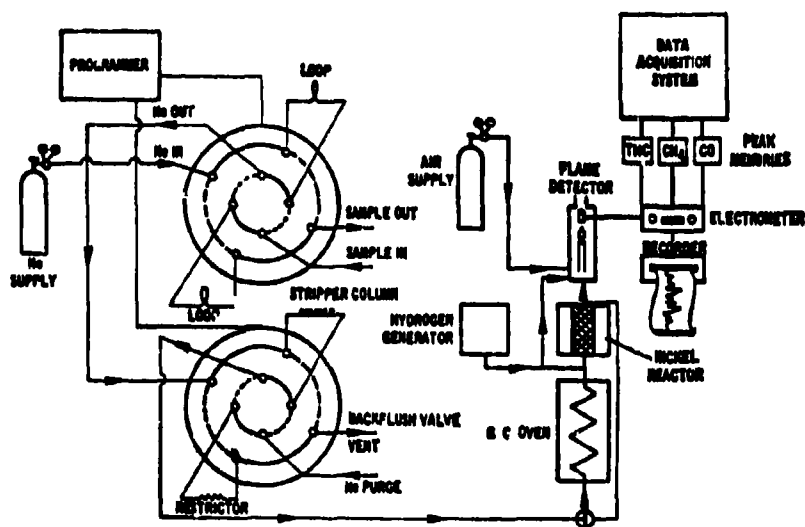 PROGRAMMER
LOOP
He OUT
He IN
He
SUPPLY
SAMPLE OUT
SAMPLE IN
LOOP
STRIPPER COLUMN
BACKFLUSH VALVE
VENT
He PURGE
RESTRICTOR
AIR
SUPPLY
FLAME
DETECTOR
HYDROGEN
GENERATOR
NICKEL
REACTOR
G C OVEN
DATA
ACQUISITION
SYSTEM
THC
CH4
CO
PEAK
MEMORIES
ELECTROMETER
RECORDER